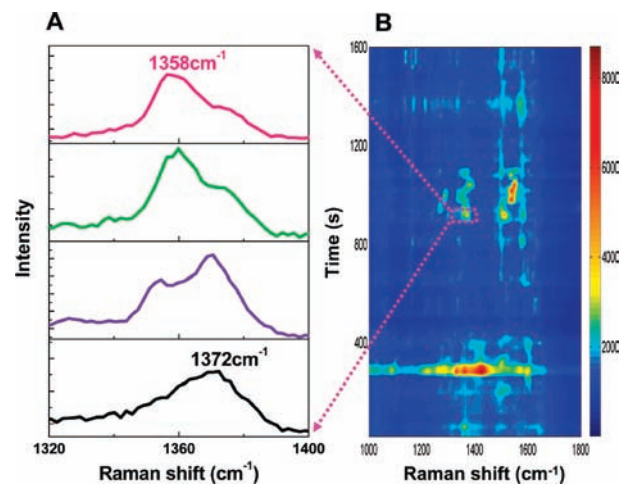 A
B
1358cm-1
1372cm-1
Intensity
1320
1360
1400
Raman shift (cm-1)
Time (s)
1600
1200
800
400
1000
1200
1400
1600
1800
Raman shift (cm-1)
8000
6000
4000
2000